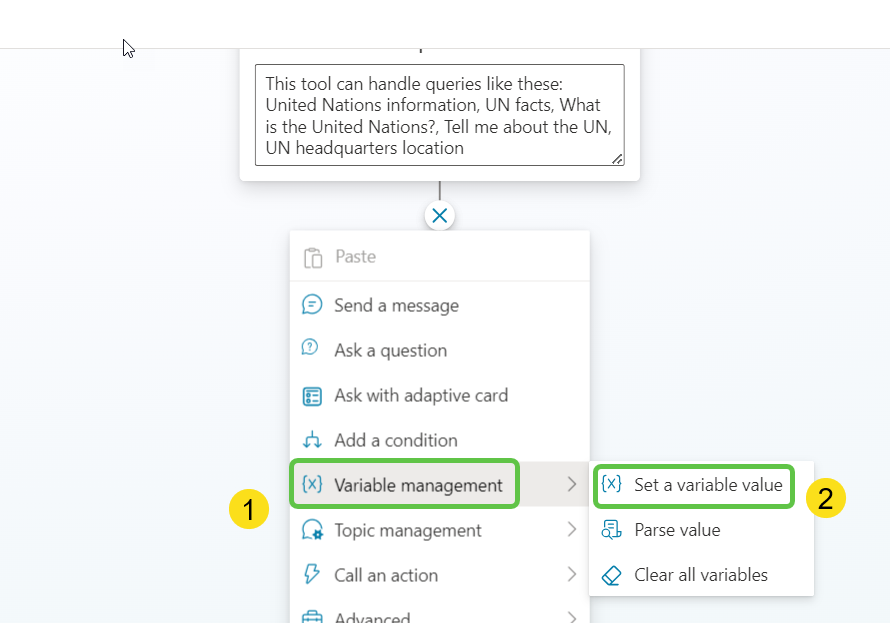 This tool can handle queries like these:
United Nations information, UN facts, What
is the United Nations?, Tell me about the UN,
UN headquarters location
Paste
Send a message
Ask a question
Ask with adaptive card
Add a condition
1
{x} Variable management
{x} Set a variable value
2
Topic management
Parse value
Call an action
Clear all variables
Advanced